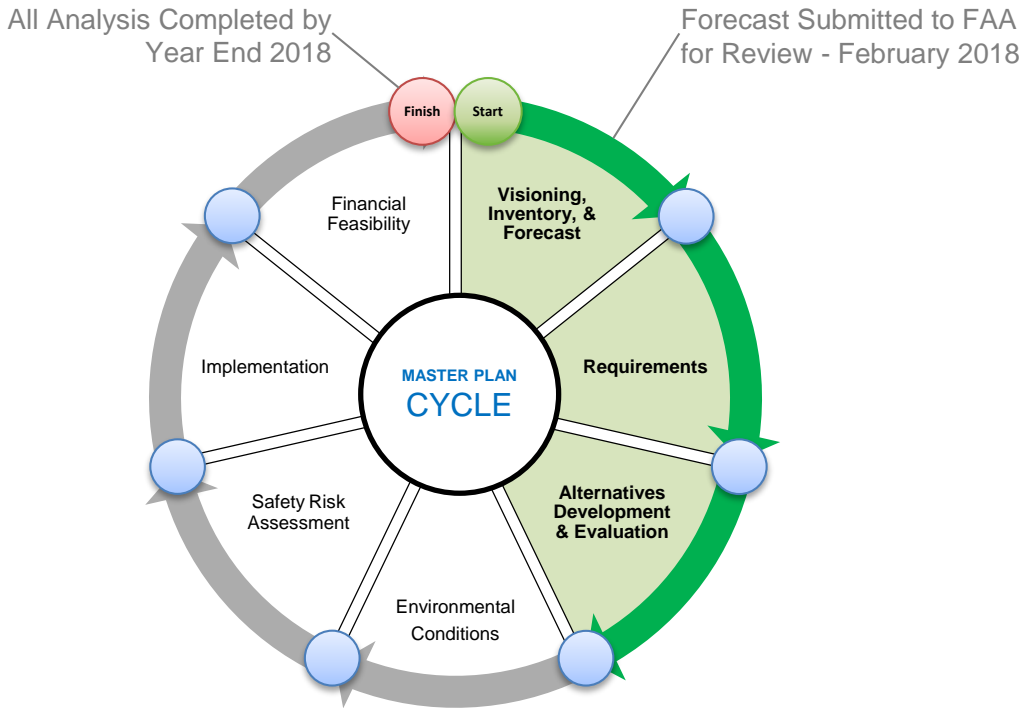 All Analysis Completed by
Year End 2018
Forecast Submitted to FAA
for Review - February 2018
Finish
Start
Visioning,
Inventory, &
Forecast
Requirements
Alternatives
Development
& Evaluation
Environmental
Conditions
Safety Risk
Assessment
Implementation
Financial
Feasibility
MASTER PLAN
CYCLE